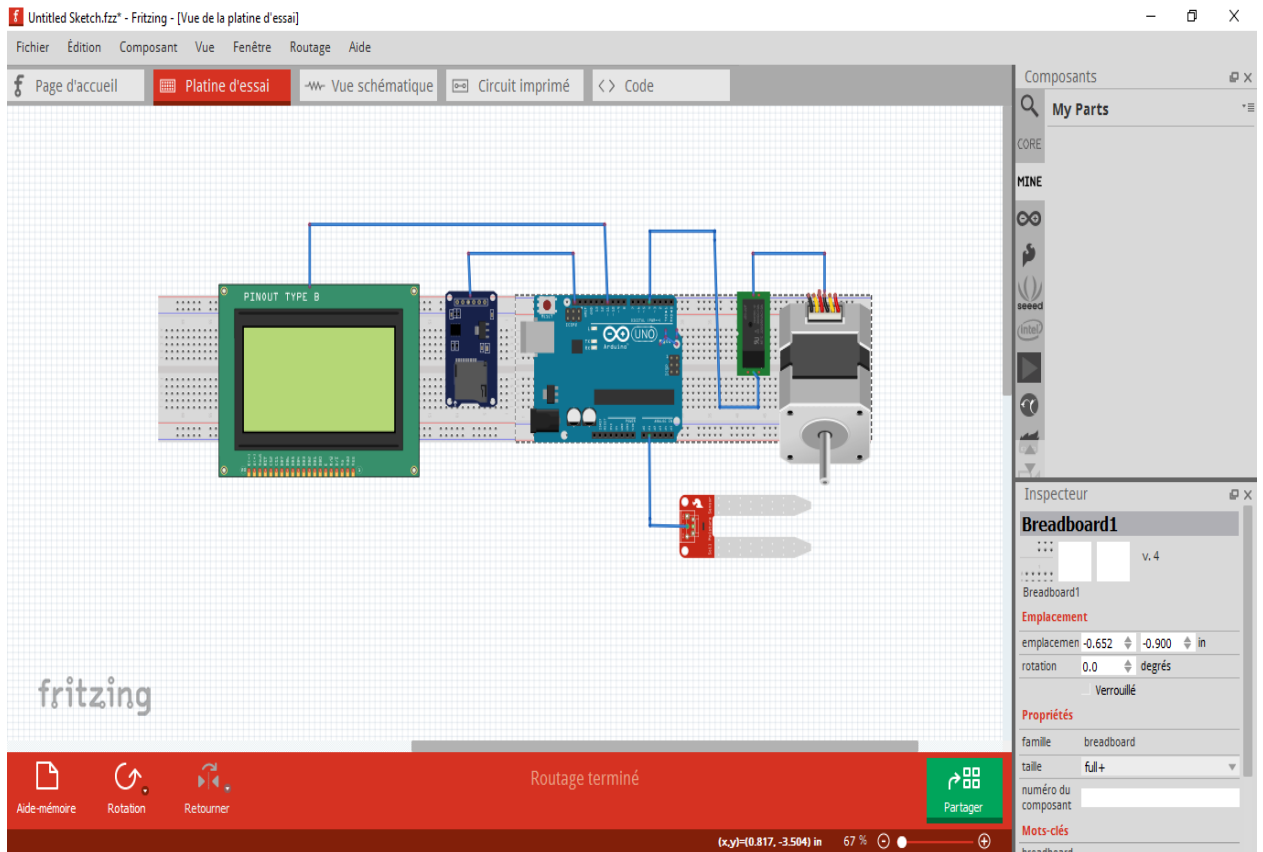 Untitled Sketch.fzz* - Fritzing - [Vue de la platine d'essai]
Fichier Édition Composant Vue Fenêtre Routage Aide
Page d'accueil Platine d'essai Vue schématique Circuit imprimé Code
Composants
My Parts
CORE
MINE
seeed
intel
PINOUT TYPE B
UNO
Arduino
Inspecteur
Breadboard1
v. 4
Breadboard1
Emplacement
emplacemen -0.652 -0.900 in
rotation 0.0 degrés
Verrouillé
Propriétés
famille breadboard
taille full+
numéro du
composant
Mots-clés
fritzing
Aide-mémoire Rotation Retourner
Routage terminé
Partager
(x,y)=(0.817, -3.504) in 67 %